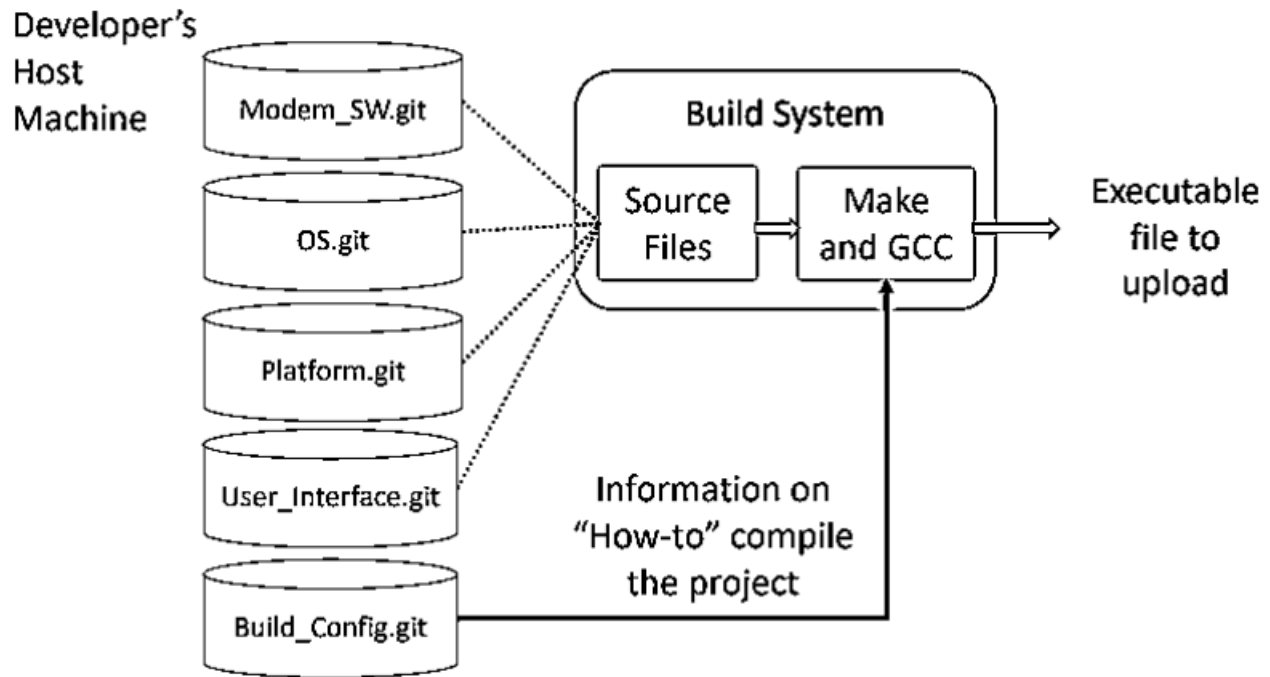 Developer’s
Host
Machine
Modem_SW.git
OS.git
Platform.git
User_Interface.git
Build_Config.git
Build System
Source
Files
Make
and GCC
Executable
file to
upload
Information on
“How-to” compile
the project